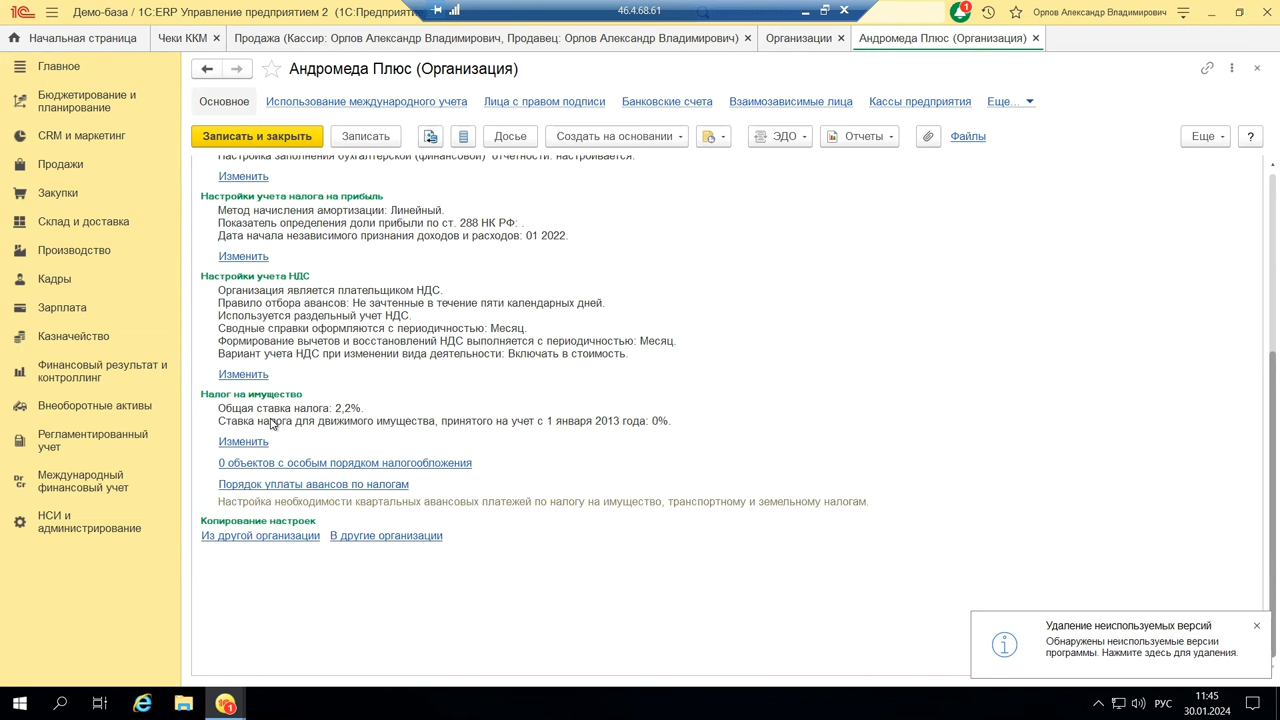 Демо-база / 1С:ERP Управление предприятием 2 (1С:Предприяти
46.4.68.61
1
Орлов Александр Владимирович
Начальная страница
Чеки ККМ
Продажа (Кассир: Орлов Александр Владимирович, Продавец: Орлов Александр Владимирович)
Организации
Андромеда Плюс (Организация)
Главное
Бюджетирование и
планирование
CRM и маркетинг
Продажи
Закупки
Склад и доставка
Производство
Кадры
Зарплата
Казначейство
Финансовый результат и
контроллинг
Внеоборотные активы
Регламентированный
учет
Международный
финансовый учет
НСИ и
администрирование
Андромеда Плюс (Организация)
Основное
Использование международного учета
Лица с правом подписи
Банковские счета
Взаимозависимые лица
Кассы предприятия
Еще...
Записать и закрыть
Записать
Досье
Создать на основании
ЭДО
Отчеты
Файлы
Еще
?
Настройка заполнения бухгалтерской (финансовой) отчетности: настраивается.
Изменить
Настройки учета налога на прибыль
Метод начисления амортизации: Линейный.
Показатель определения доли прибыли по ст. 288 НК РФ: .
Дата начала независимого признания доходов и расходов: 01 2022.
Изменить
Настройки учета НДС
Организация является плательщиком НДС.
Правило отбора авансов: Не зачтенные в течение пяти календарных дней.
Используется раздельный учет НДС.
Сводные справки оформляются с периодичностью: Месяц.
Формирование вычетов и восстановлений НДС выполняется с периодичностью: Месяц.
Вариант учета НДС при изменении вида деятельности: Включать в стоимость.
Изменить
Налог на имущество
Общая ставка налога: 2,2%.
Ставка налога для движимого имущества, принятого на учет с 1 января 2013 года: 0%.
Изменить
0 объектов с особым порядком налогообложения
Порядок уплаты авансов по налогам
Настройка необходимости квартальных авансовых платежей по налогу на имущество, транспортному и земельному налогам.
Копирование настроек
Из другой организации
В другие организации
Удаление неиспользуемых версий
Обнаружены неиспользуемые версии
программы. Нажмите здесь для удаления.
1
РУС
11:45
30.01.2024